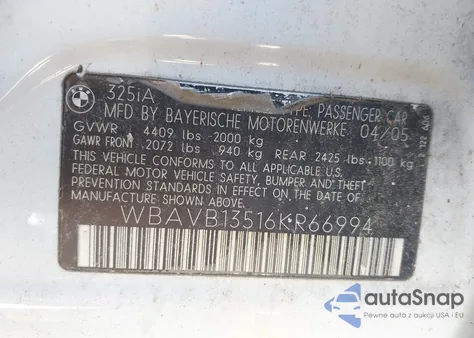 BMW
325iA TYPE: PASSENGER CAR
MFD BY BAYERISCHE MOTORENWERKE 04/05
GVWR 4409 lbs-2000 kg
GAWR FRONT 2072 lbs 940 kg REAR 2425 lbs 1100 kg
THIS VEHICLE CONFORMS TO ALL APPLICABLE U.S.
FEDERAL MOTOR VEHICLE SAFETY, BUMPER, AND THEFT
PREVENTION STANDARDS IN EFFECT ON THE DATE OF
MANUFACTURE SHOWN ABOVE.
WBAVB13516KR66994
autoSnap
Pewne auta z USA i EU